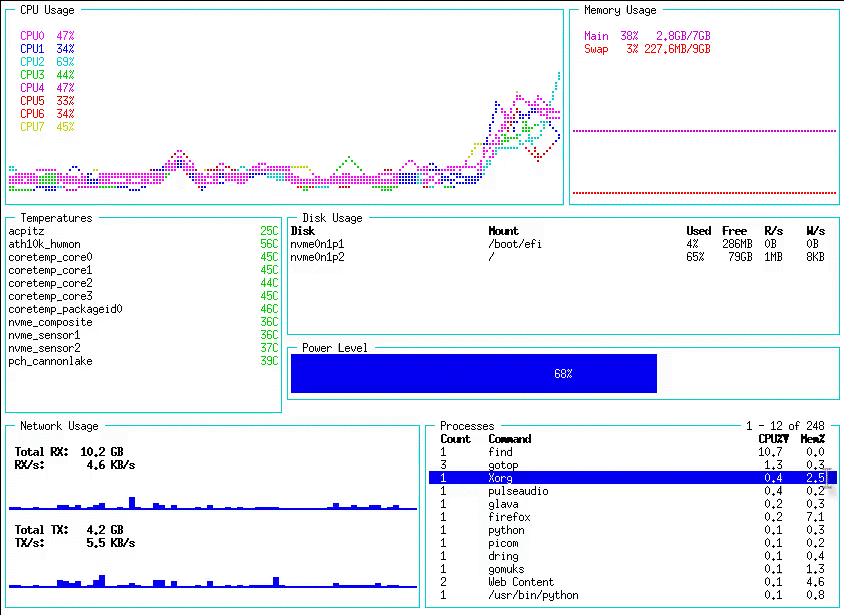 CPU Usage
CPU0 47%
CPU1 34%
CPU2 69%
CPU3 44%
CPU4 47%
CPU5 33%
CPU6 34%
CPU7 45%
Memory Usage
Main 38% 2.8GB/7GB
Swap 3% 227.6MB/9GB
Temperatures
acpitz 25C
ath10k_hwmon 56C
coretemp_core0 45C
coretemp_core1 45C
coretemp_core2 44C
coretemp_core3 45C
coretemp_packageid0 46C
nvme_composite 36C
nvme_sensor1 36C
nvme_sensor2 37C
pch_cannonlake 39C
Disk Usage
Disk Mount Used Free R/s W/s
nvme0n1p1 /boot/efi 4% 286MB 0B 0B
nvme0n1p2 / 65% 79GB 1MB 8KB
Power Level
68%
Network Usage
Total RX: 10.2 GB
RX/s: 4.6 KB/s
Total TX: 4.2 GB
TX/s: 5.5 KB/s
Processes 1 - 12 of 248
Count Command CPU%▼ Mem%
1 find 10.7 0.0
3 gotop 1.3 0.3
1 Xorg 0.4 2.5
1 pulseaudio 0.4 0.2
1 glava 0.2 0.3
1 firefox 0.2 7.1
1 python 0.1 0.3
1 picom 0.1 0.2
1 dring 0.1 0.4
1 gomuks 0.1 1.3
2 Web Content 0.1 4.6
1 /usr/bin/python 0.1 0.8